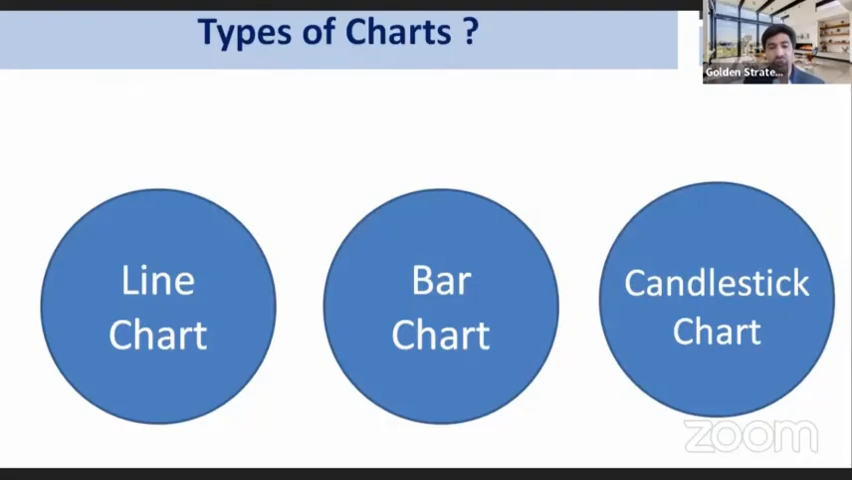 Types of Charts ?
Golden Strate...
Line
Chart
Bar
Chart
Candlestick
Chart
zoom